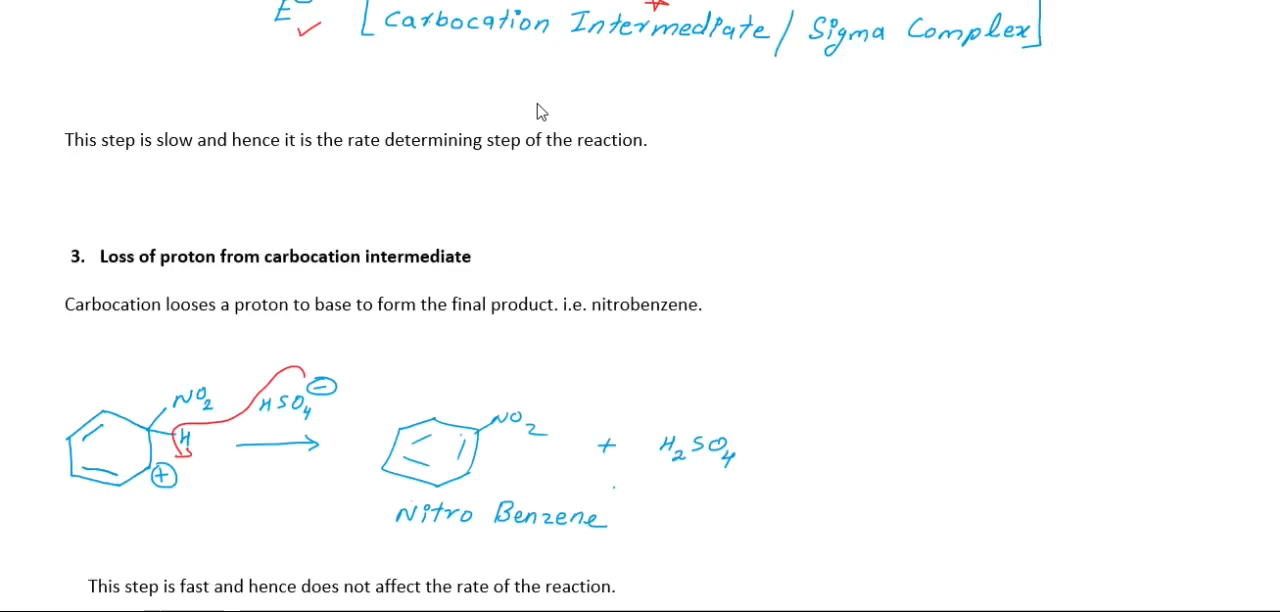 E [Carbocation Intermediate / Sigma Complex]
This step is slow and hence it is the rate determining step of the reaction.
3. Loss of proton from carbocation intermediate
Carbocation looses a proton to base to form the final product. i.e. nitrobenzene.
NO2 HSO4 −
H NO2 + H2SO4
+
Nitro Benzene
This step is fast and hence does not affect the rate of the reaction.